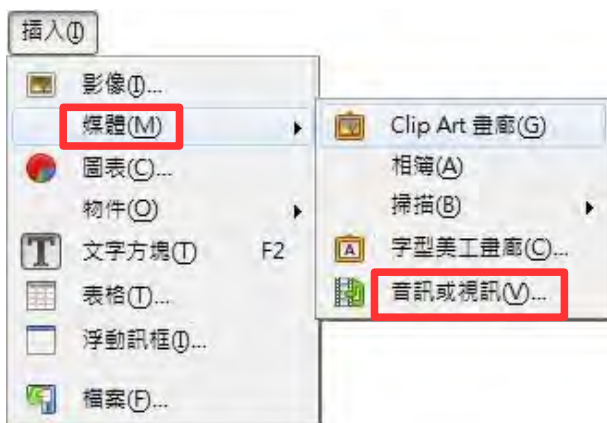 插入(I)
影像(I)...
媒體(M)
圖表(C)...
物件(O)
文字方塊(T) F2
表格(T)...
浮動訊框(I)...
檔案(F)...
Clip Art 畫廊(G)
相簿(A)
掃描(B)
字型美工畫廊(C)...
音訊或視訊(V)...